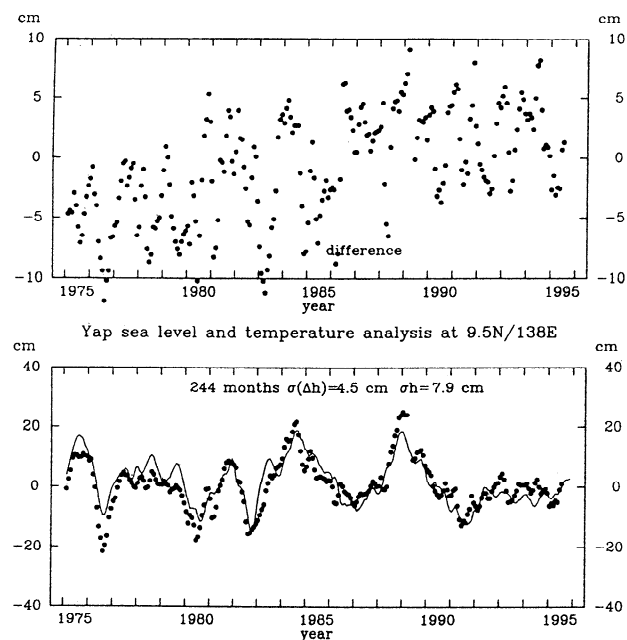 cm cm
10 10
5 5
0 0
−5 −5
difference
−10 −10
1975 1980 1985 1990 1995
year
Yap sea level and temperature analysis at 9.5N/138E
cm cm
40 40
244 months σ(Δh)=4.5 cm σh=7.9 cm
20 20
0 0
−20 −20
−40 −40
1975 1980 1985 1990 1995
year